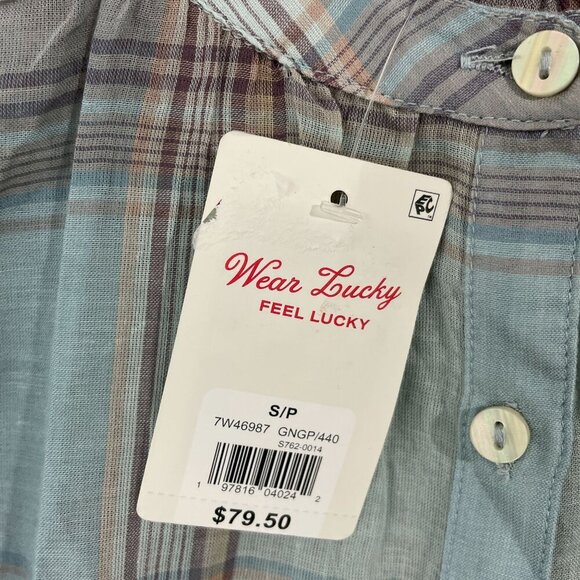 Wear Lucky
FEEL LUCKY
S/P
7W46987 GNGP/440
S762-0014
1 97816 04024 2
$79.50